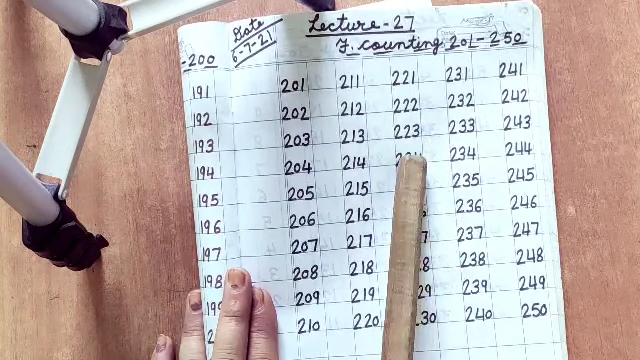 Date
6-7-21
Lecture-27
F. counting 201-250
-200
191 201 211 221 231 241
192 202 212 222 232 242
193 203 213 223 233 243
194 204 214 234 244
195 205 215 235 245
196 206 216 236 246
197 207 217 237 247
198 208 218 238 248
209 219 239 249
210 220 240 250